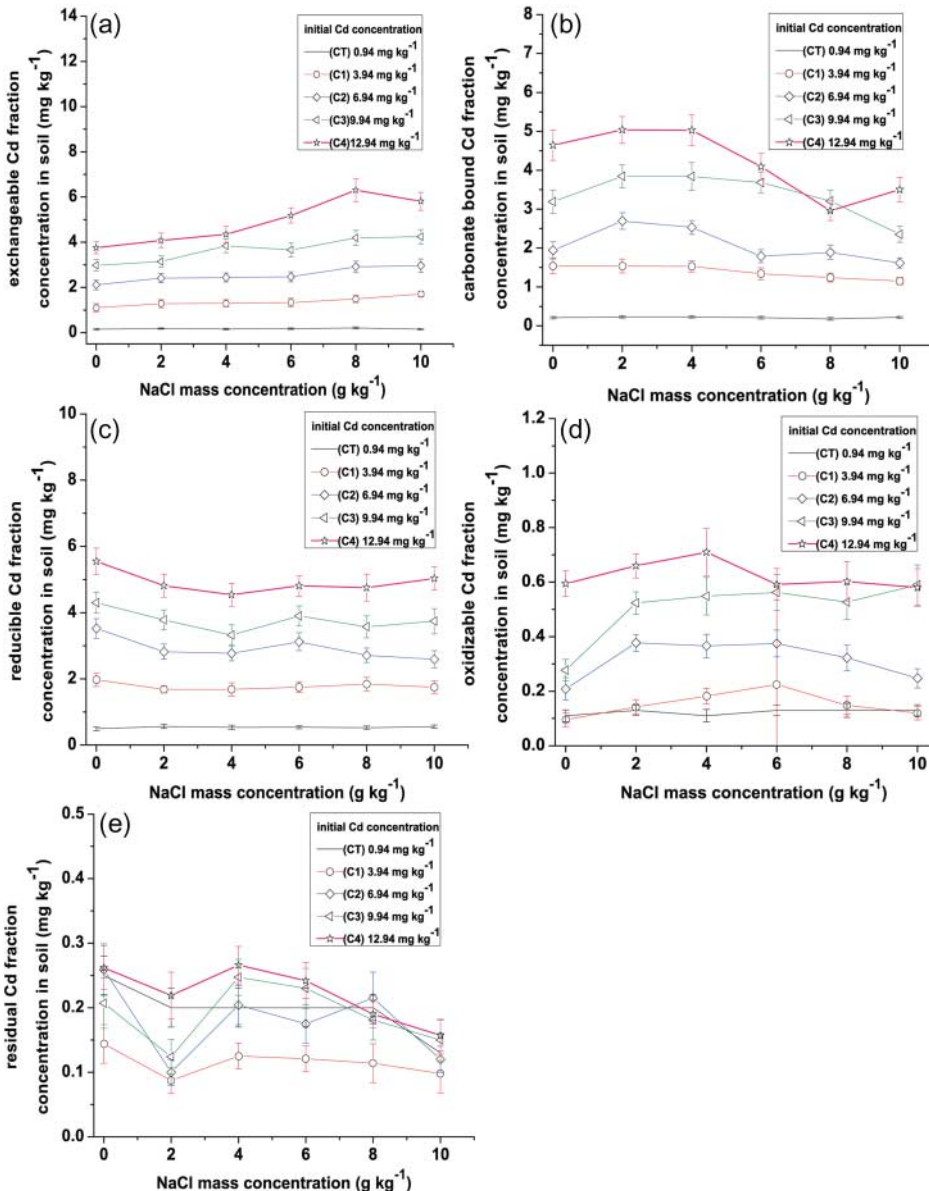 (a)
exchangeable Cd fraction
concentration in soil (mg kg⁻¹)
14
12
10
8
6
4
2
0
initial Cd concentration
(CT) 0.94 mg kg⁻¹
(C1) 3.94 mg kg⁻¹
(C2) 6.94 mg kg⁻¹
(C3)9.94 mg kg⁻¹
(C4)12.94 mg kg⁻¹
0 2 4 6 8 10
NaCl mass concentration (g kg⁻¹)
(b)
carbonate bound Cd fraction
concentration in soil (mg kg⁻¹)
8
7
6
5
4
3
2
1
0
initial Cd concentration
(CT) 0.94 mg kg⁻¹
(C1) 3.94 mg kg⁻¹
(C2) 6.94 mg kg⁻¹
(C3) 9.94 mg kg⁻¹
(C4) 12.94 mg kg⁻¹
0 2 4 6 8 10
NaCl mass concentration (g kg⁻¹)
(c)
reducible Cd fraction
concentration in soil (mg kg⁻¹)
10
8
6
4
2
0
initial Cd concentration
(CT) 0.94 mg kg⁻¹
(C1) 3.94 mg kg⁻¹
(C2) 6.94 mg kg⁻¹
(C3) 9.94 mg kg⁻¹
(C4) 12.94 mg kg⁻¹
0 2 4 6 8 10
NaCl mass concentration (g kg⁻¹)
(d)
oxidizable Cd fraction
concentration in soil (mg kg⁻¹)
1.2
1.0
0.8
0.6
0.4
0.2
0.0
initial Cd concentration
(CT) 0.94 mg kg⁻¹
(C1) 3.94 mg kg⁻¹
(C2) 6.94 mg kg⁻¹
(C3) 9.94 mg kg⁻¹
(C4) 12.94 mg kg⁻¹
0 2 4 6 8 10
NaCl mass concentration (g kg⁻¹)
(e)
residual Cd fraction
concentration in soil (mg kg⁻¹)
0.5
0.4
0.3
0.2
0.1
0.0
initial Cd concentration
(CT) 0.94 mg kg⁻¹
(C1) 3.94 mg kg⁻¹
(C2) 6.94 mg kg⁻¹
(C3) 9.94 mg kg⁻¹
(C4) 12.94 mg kg⁻¹
0 2 4 6 8 10
NaCl mass concentration (g kg⁻¹)